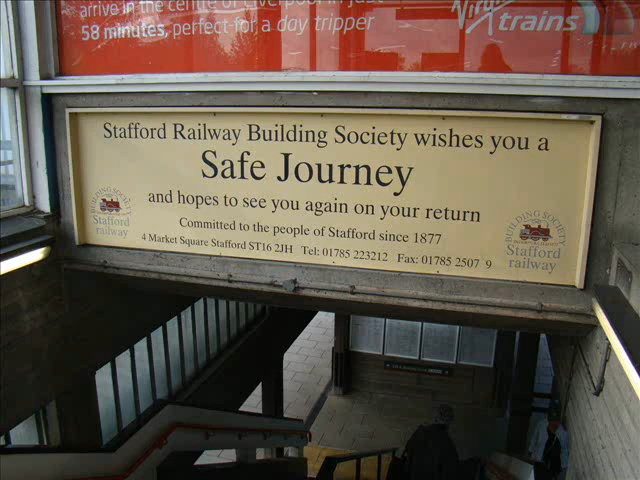 arrive in the centre of Liverpool in just
58 minutes, perfect for a day tripper
Virgin trains
Stafford Railway Building Society wishes you a
Safe Journey
and hopes to see you again on your return
Committed to the people of Stafford since 1877
4 Market Square Stafford ST16 2JH Tel: 01785 223212 Fax: 01785 2507 9
BUILDING SOCIETY
Stafford
railway
BUILDING SOCIETY
Stafford
railway